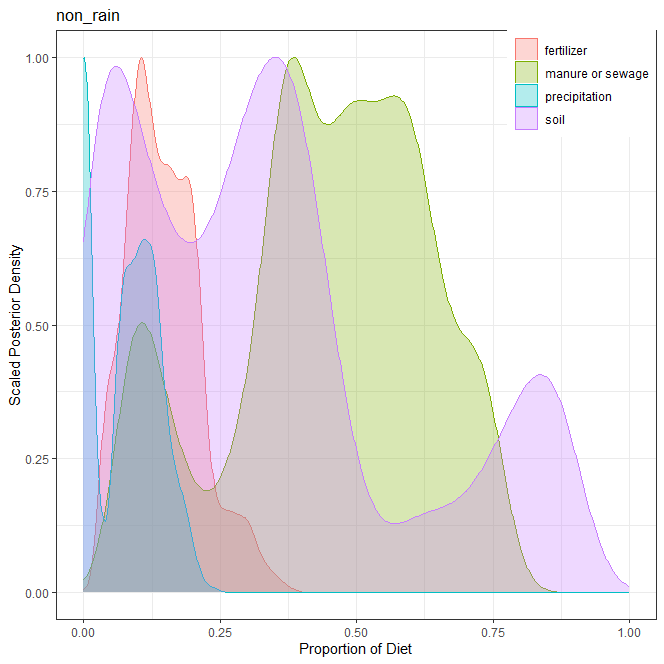 non_rain
fertilizer
manure or sewage
precipitation
soil
Scaled Posterior Density
1.00
0.75
0.50
0.25
0.00
0.00 0.25 0.50 0.75 1.00
Proportion of Diet